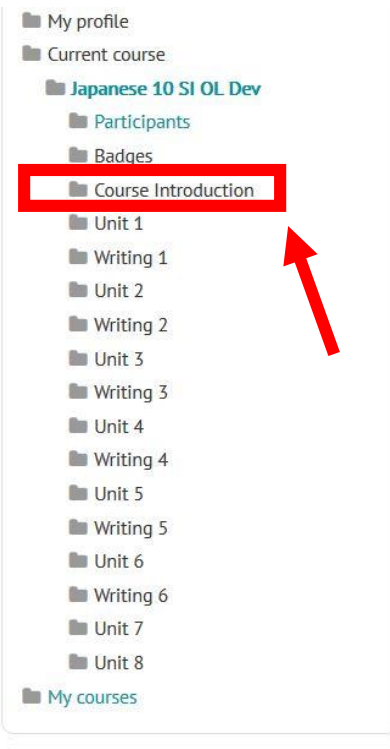 My profile
Current course
Japanese 10 SI OL Dev
Participants
Badges
Course Introduction
Unit 1
Writing 1
Unit 2
Writing 2
Unit 3
Writing 3
Unit 4
Writing 4
Unit 5
Writing 5
Unit 6
Writing 6
Unit 7
Unit 8
My courses